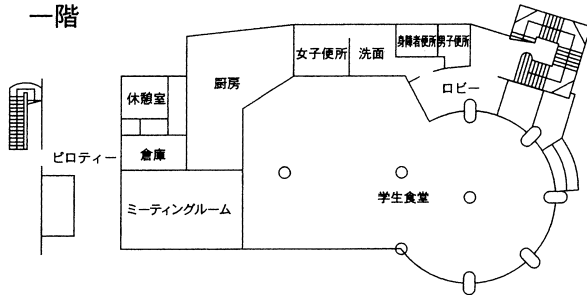 一階
女子便所
洗面
身障者便所
男子便所
厨房
休憩室
ロビー
ピロティー
倉庫
学生食堂
ミーティングルーム